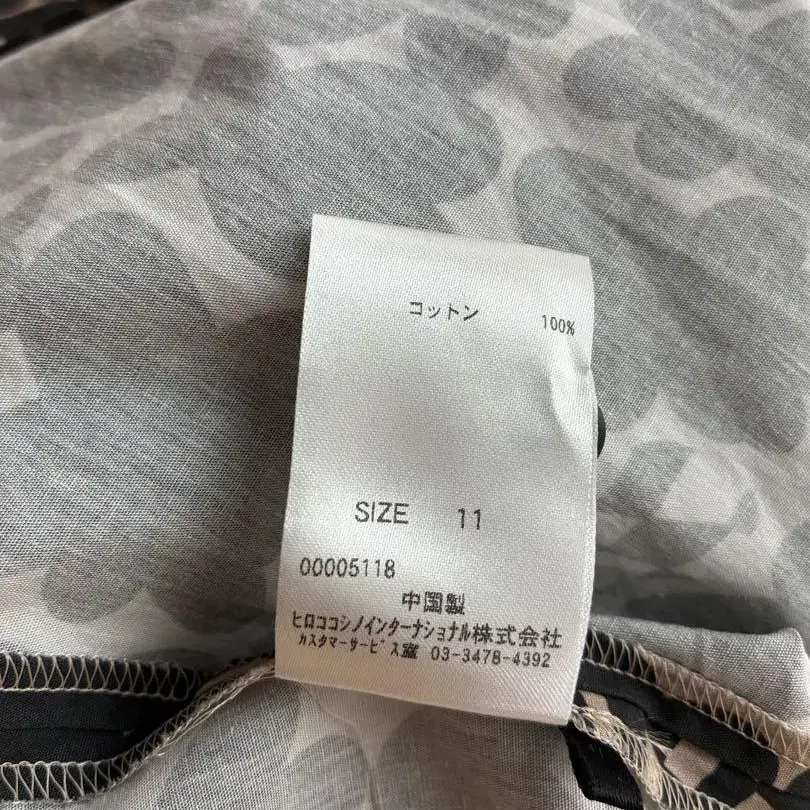 コットン 100%
SIZE 11
00005118
中国製
ヒロココシノインターナショナル株式会社
カスタマーサービス室 03-3478-4392